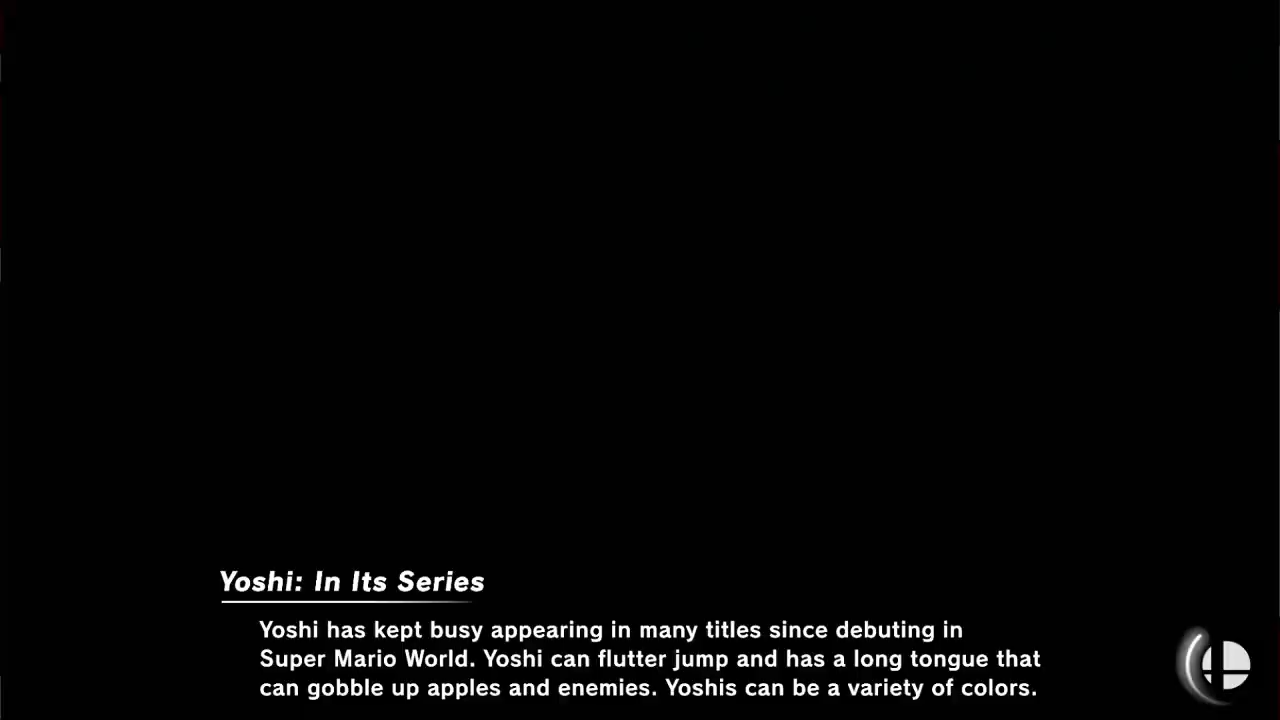 Yoshi: In Its Series
Yoshi has kept busy appearing in many titles since debuting in
Super Mario World. Yoshi can flutter jump and has a long tongue that
can gobble up apples and enemies. Yoshis can be a variety of colors.